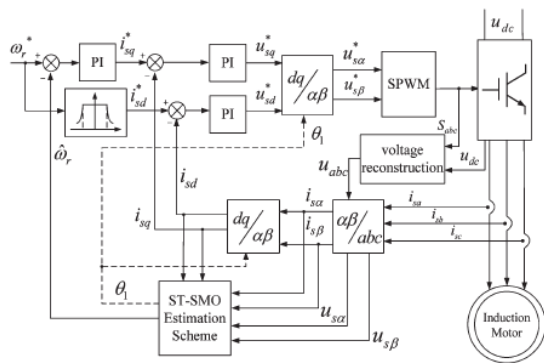 u_dc
ω_r^*
i_sq^*
u_sq^*
u_sα^*
PI
PI
dq/αβ
SPWM
i_sd^*
u_sd^*
u_sβ^*
PI
ω̂_r
θ_1
S_abc
u_dc
voltage
reconstruction
u_abc
i_sd
i_sq
i_sα
i_sβ
i_sa
i_sb
i_sc
dq/αβ
αβ/abc
θ_1
ST-SMO
Estimation
Scheme
u_sα
u_sβ
Induction
Motor